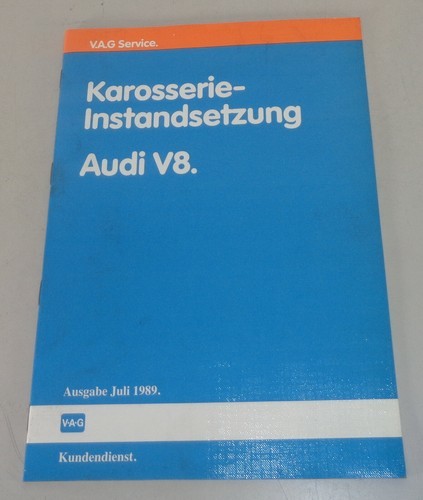 V.A.G Service.
Karosserie-
Instandsetzung
Audi V8.
Ausgabe Juli 1989.
V·A·G
Kundendienst.